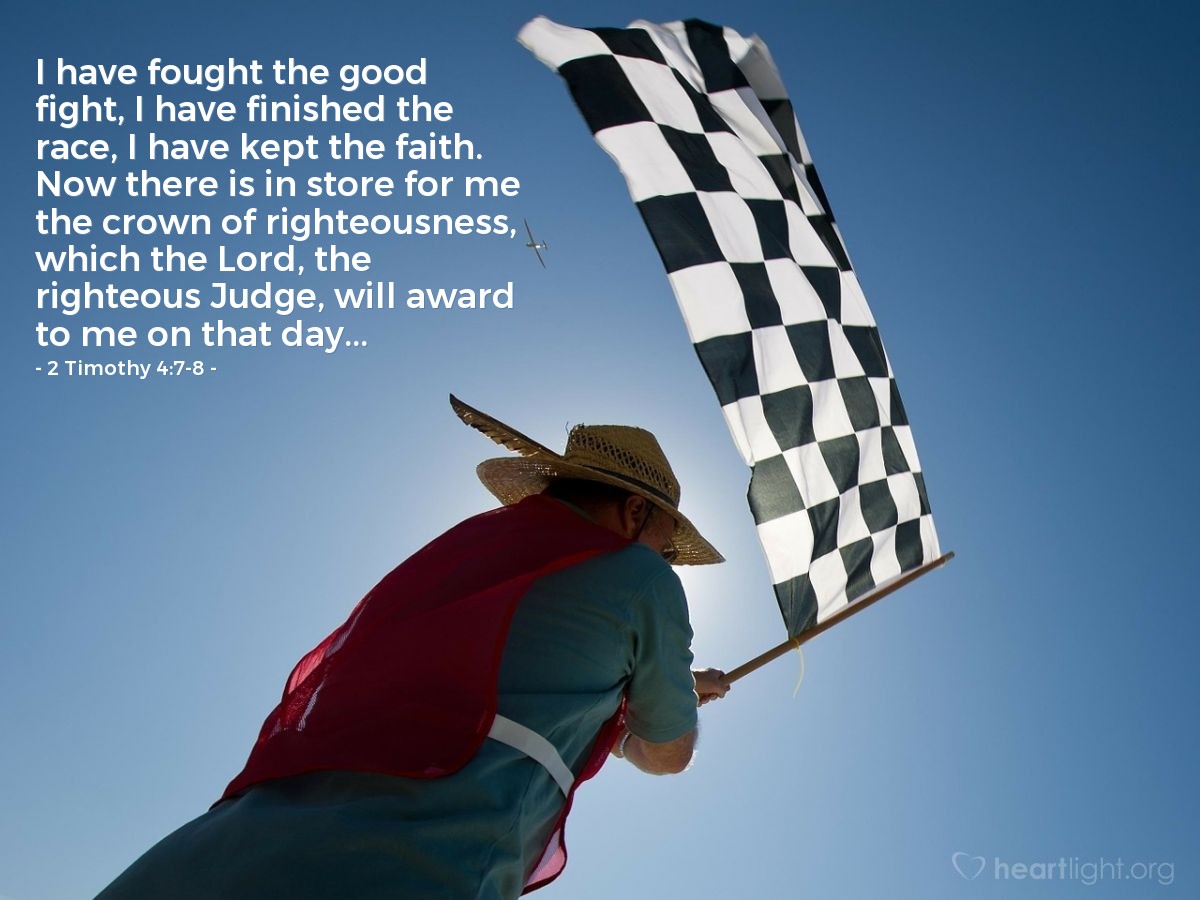 I have fought the good
fight, I have finished the
race, I have kept the faith.
Now there is in store for me
the crown of righteousness,
which the Lord, the
righteous Judge, will award
to me on that day...
- 2 Timothy 4:7-8 -
heartlight.org